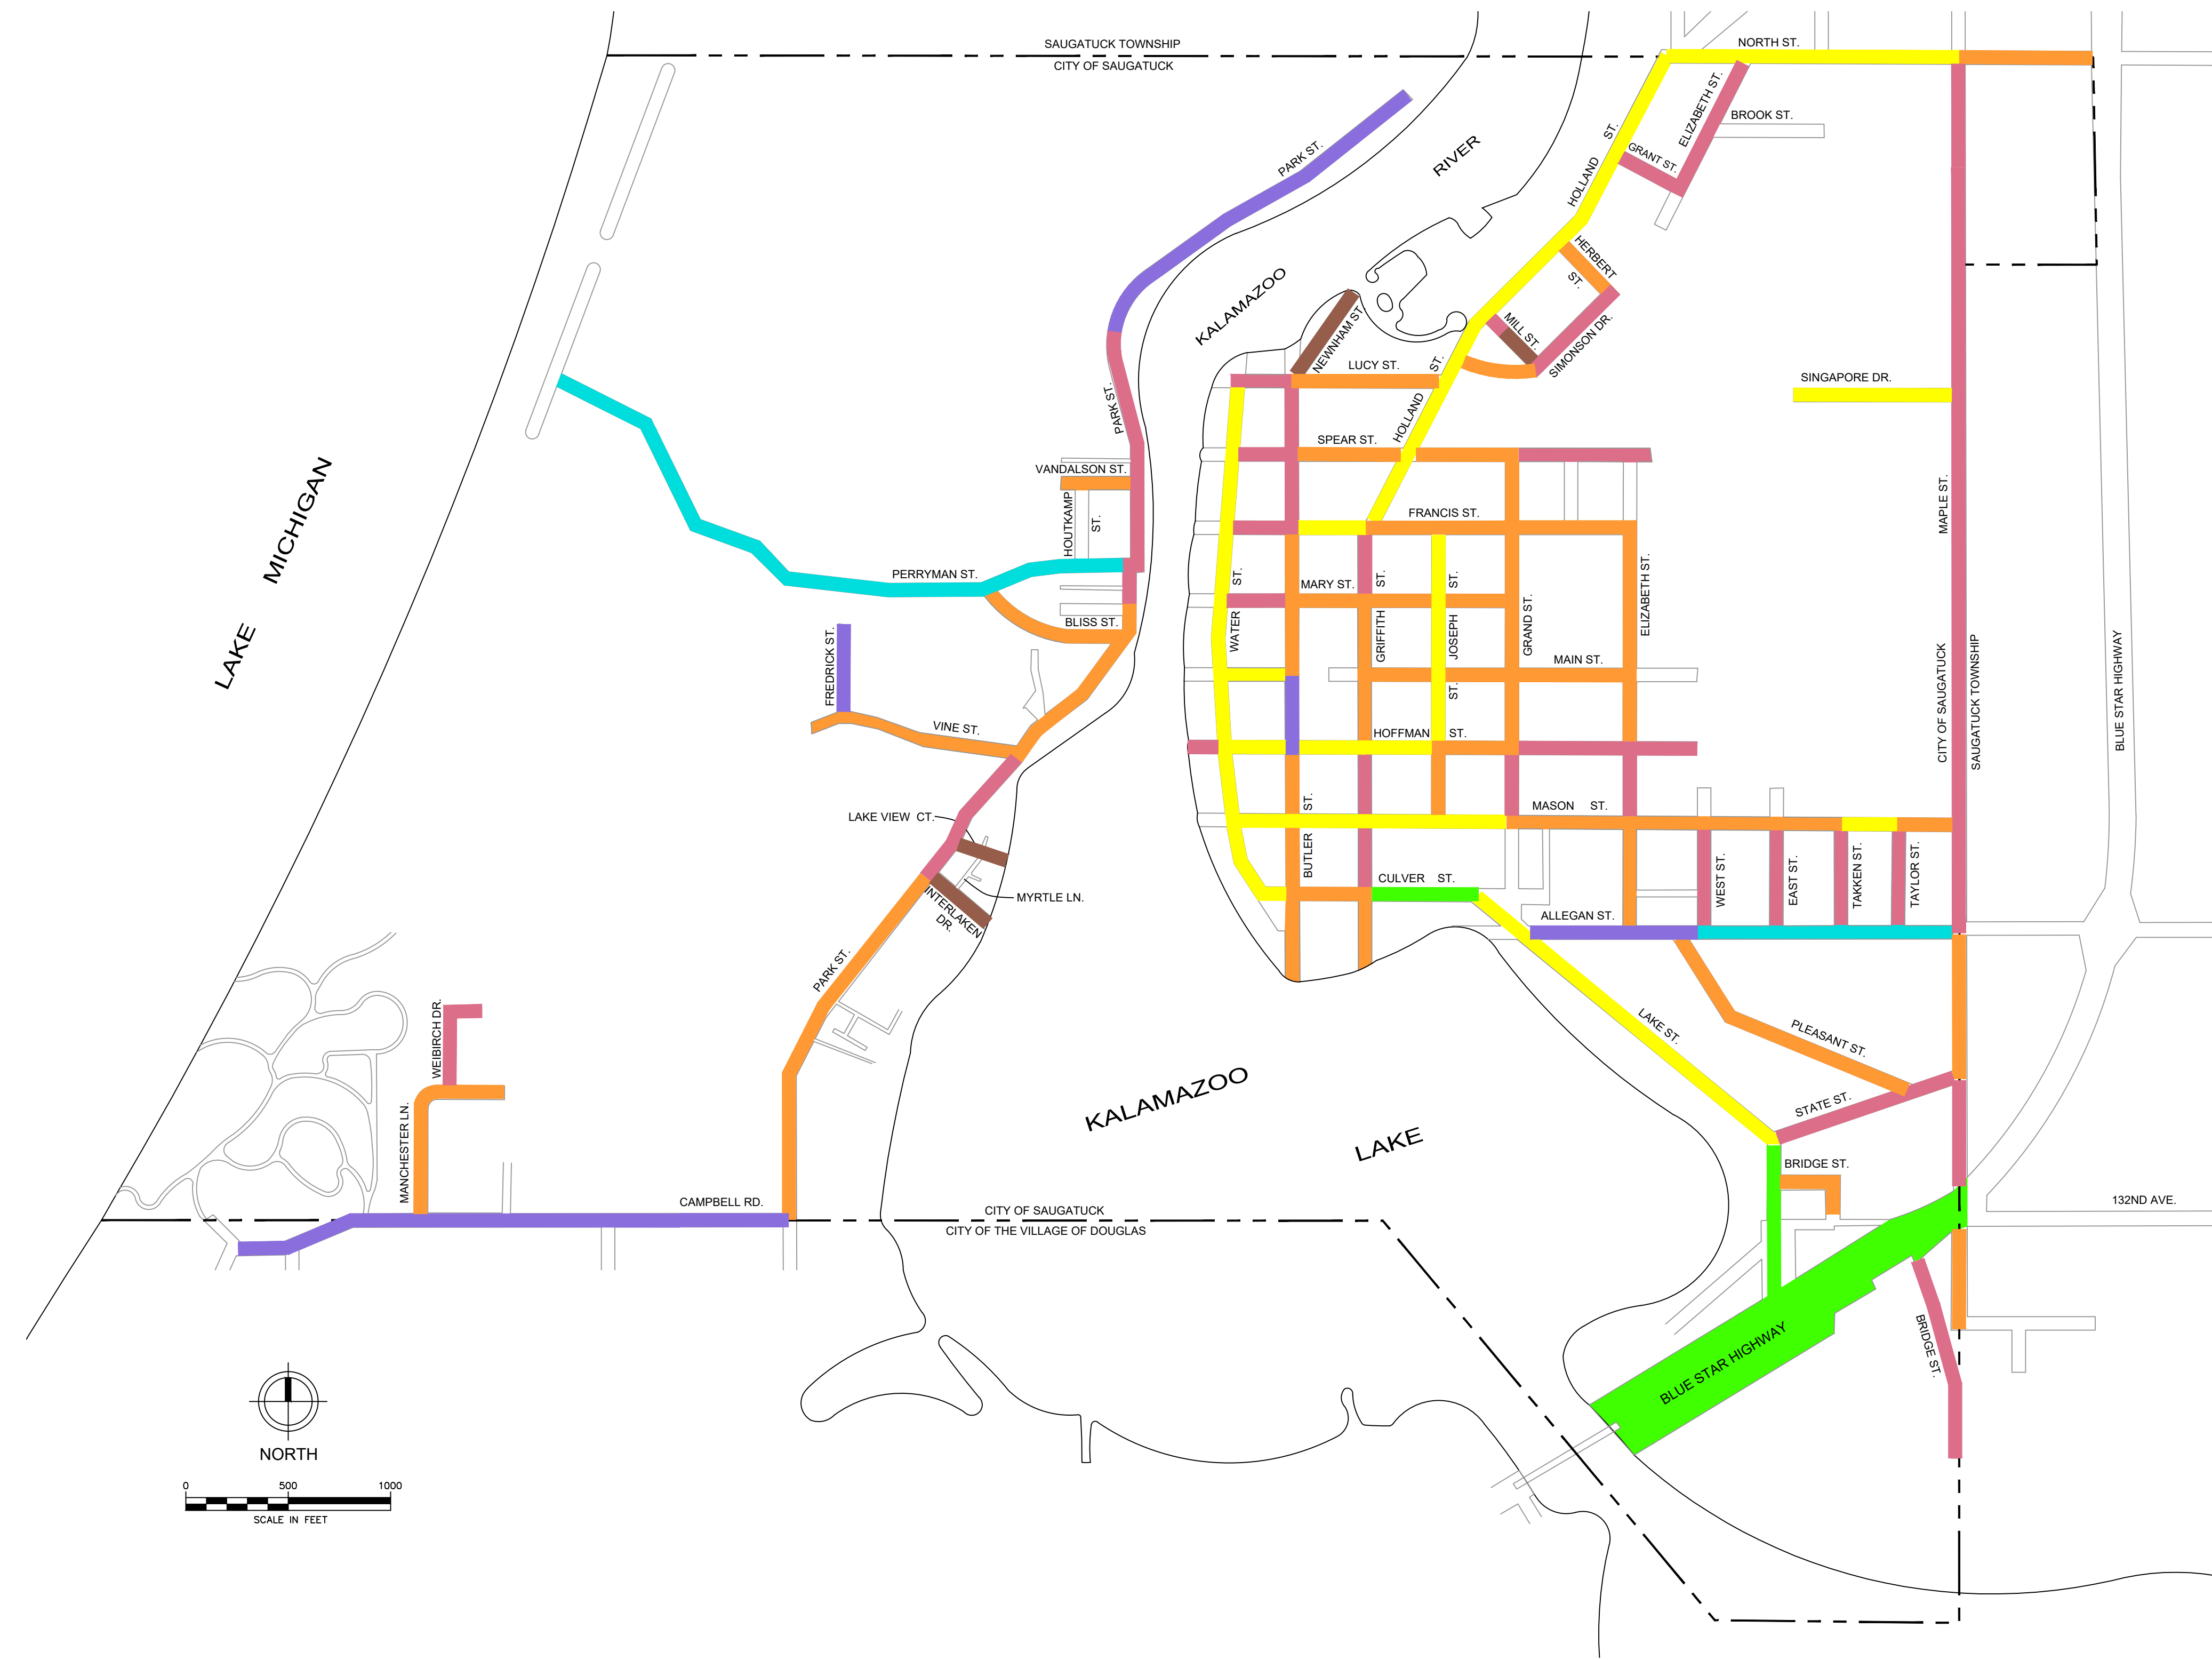 SAUGATUCK TOWNSHIP
CITY OF SAUGATUCK
NORTH ST.
ELIZABETH ST.
BROOK ST.
GRANT ST.
HOLLAND ST.
PARK ST.
RIVER
KALAMAZOO
HERBERT ST.
MILL ST.
SIMONSON DR.
NEWNHAM ST.
LUCY ST.
HOLLAND ST.
SINGAPORE DR.
PARK ST.
SPEAR ST.
VANDALSON ST.
HOUTKAMP ST.
FRANCIS ST.
MAPLE ST.
LAKE MICHIGAN
PERRYMAN ST.
MARY ST.
WATER ST.
GRIFFITH ST.
JOSEPH ST.
ST.
GRAND ST.
ELIZABETH ST.
BLISS ST.
FREDRICK ST.
MAIN ST.
VINE ST.
HOFFMAN ST.
CITY OF SAUGATUCK
SAUGATUCK TOWNSHIP
BLUE STAR HIGHWAY
LAKE VIEW CT.
MASON ST.
BUTLER ST.
CULVER ST.
WEST ST.
EAST ST.
TAKKEN ST.
TAYLOR ST.
MYRTLE LN.
INTERLAKEN DR.
ALLEGAN ST.
PARK ST.
LAKE ST.
PLEASANT ST.
WEIBIRCH DR.
STATE ST.
MANCHESTER LN.
KALAMAZOO
LAKE
BRIDGE ST.
CAMPBELL RD.
132ND AVE.
CITY OF SAUGATUCK
CITY OF THE VILLAGE OF DOUGLAS
BLUE STAR HIGHWAY
BRIDGE ST.
NORTH
0 500 1000
SCALE IN FEET